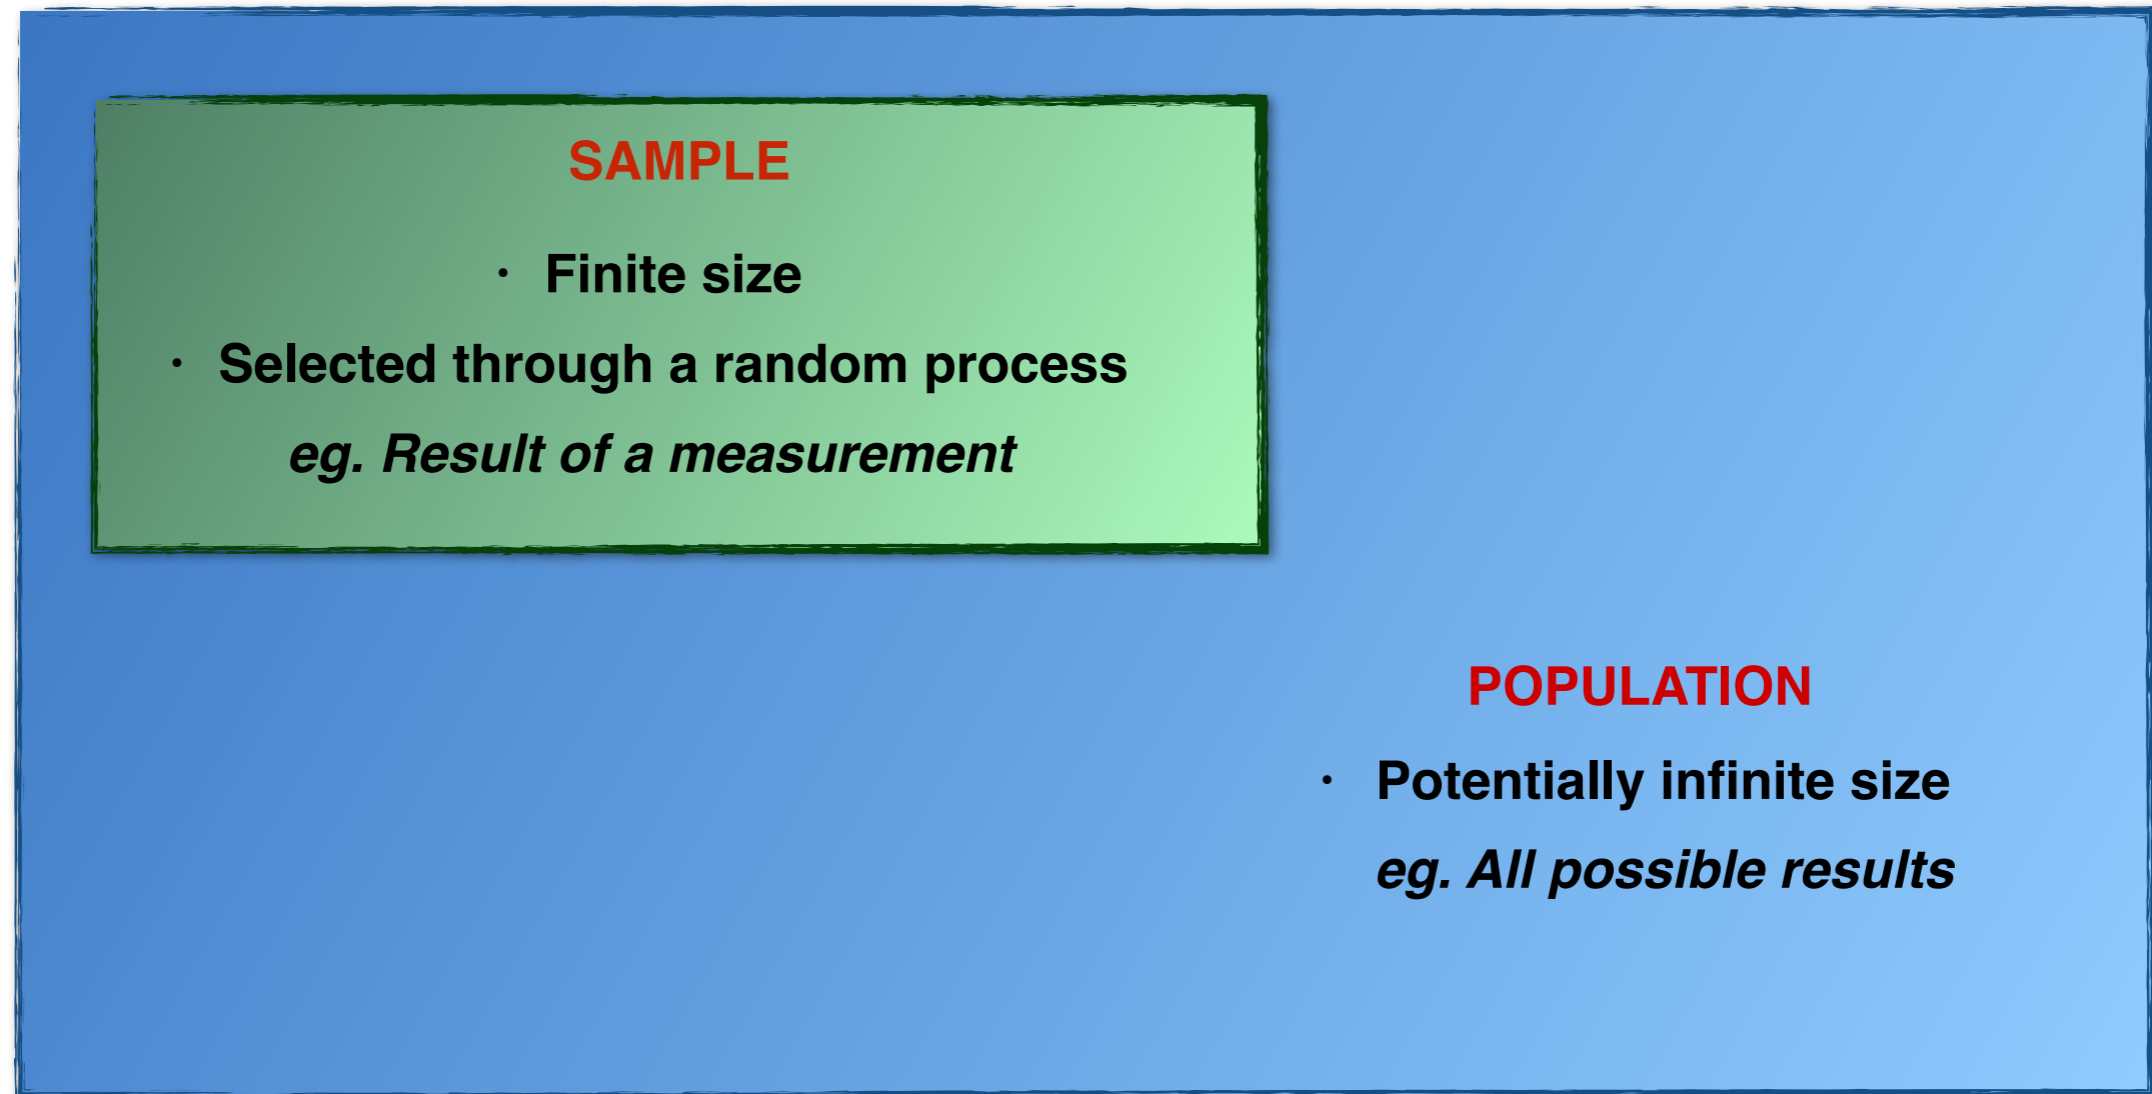 SAMPLE
· Finite size
· Selected through a random process
eg. Result of a measurement
POPULATION
· Potentially infinite size
eg. All possible results